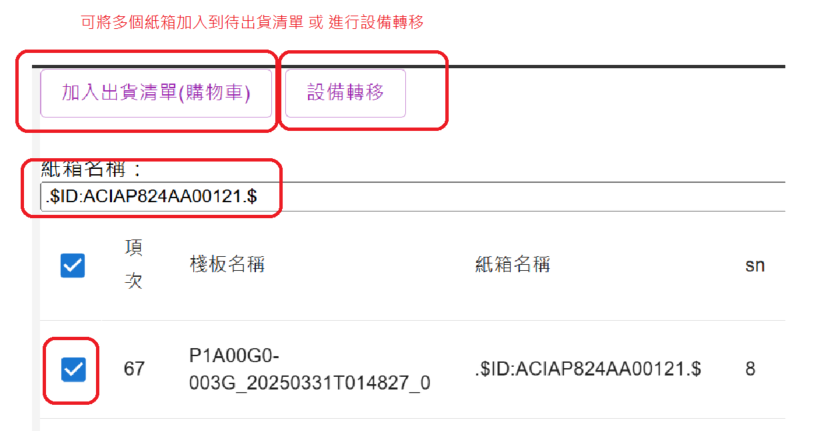 可將多個紙箱加入到待出貨清單 或 進行設備轉移
加入出貨清單(購物車) 設備轉移
紙箱名稱：
.$ID:ACIAP824AA00121.$
項次 棧板名稱 紙箱名稱 sn
67 P1A00G0-
003G_20250331T014827_0 .$ID:ACIAP824AA00121.$ 8